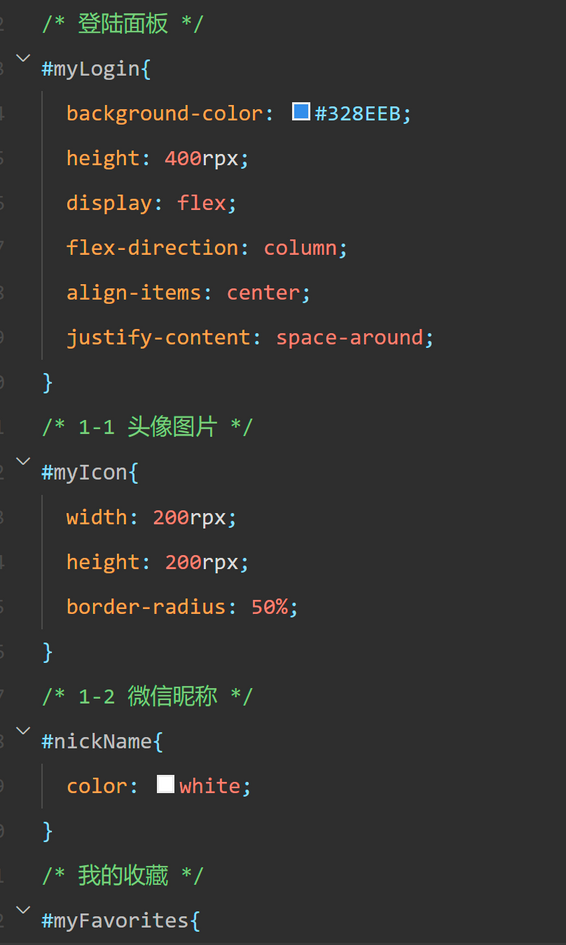 /* 登陆面板 */
#myLogin{
background-color: #328EEB;
height: 400rpx;
display: flex;
flex-direction: column;
align-items: center;
justify-content: space-around;
}
/* 1-1 头像图片 */
#myIcon{
width: 200rpx;
height: 200rpx;
border-radius: 50%;
}
/* 1-2 微信昵称 */
#nickName{
color: white;
}
/* 我的收藏 */
#myFavorites{